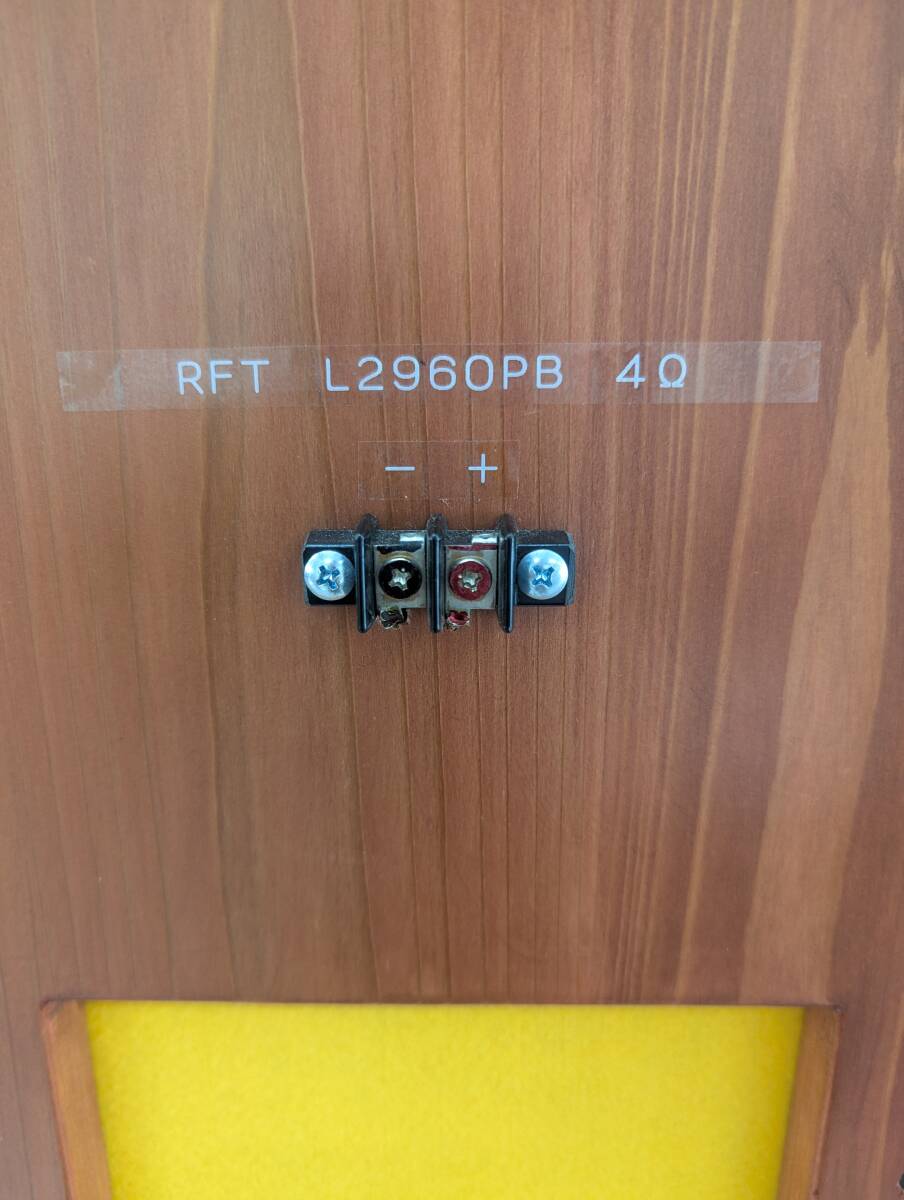 RFT L2960PB 4Ω
− +